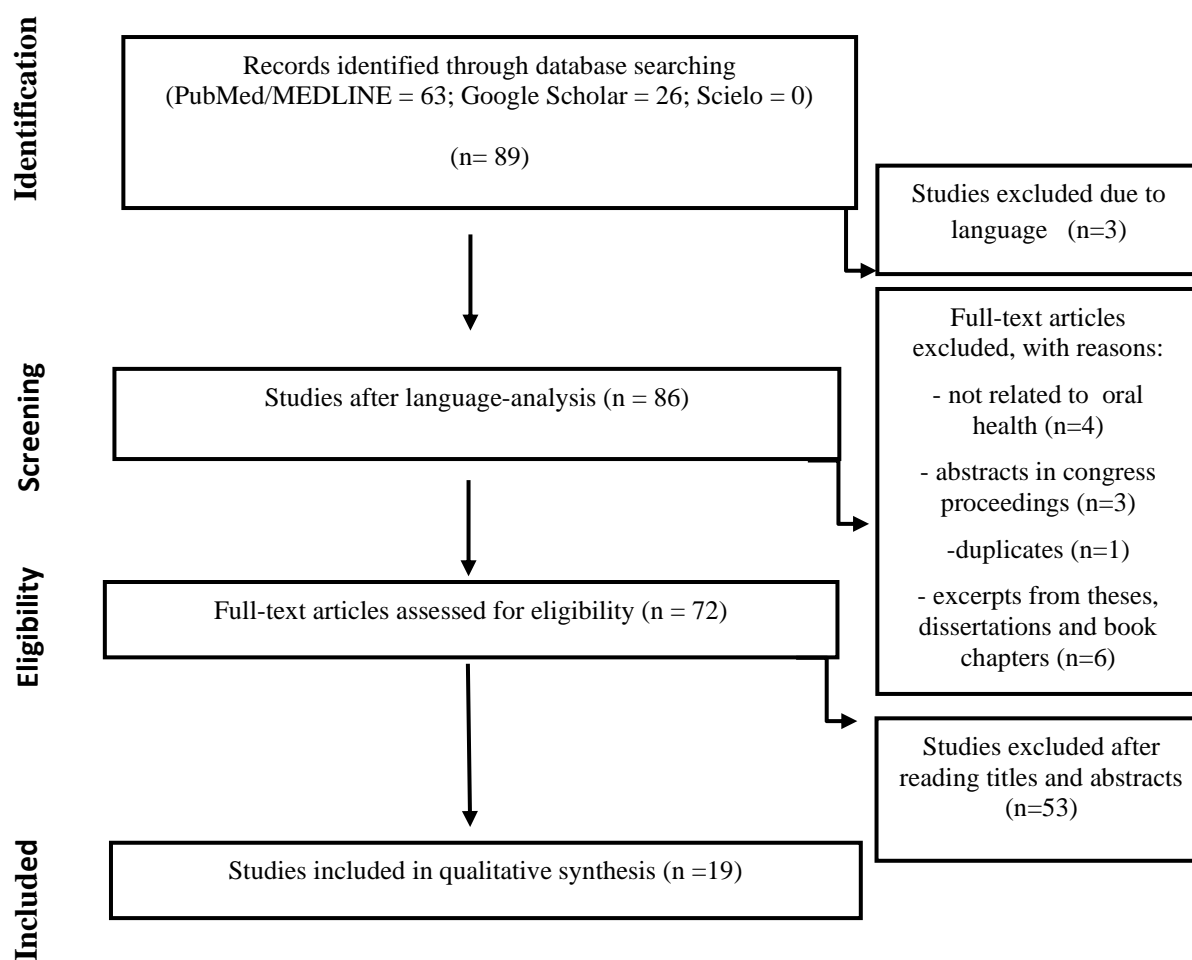 Identification
Records identified through database searching
(PubMed/MEDLINE = 63; Google Scholar = 26; Scielo = 0)
(n= 89)
Studies excluded due to
language (n=3)
Screening
Studies after language-analysis (n = 86)
Full-text articles
excluded, with reasons:
- not related to oral
health (n=4)
- abstracts in congress
proceedings (n=3)
-duplicates (n=1)
- excerpts from theses,
dissertations and book
chapters (n=6)
Eligibility
Full-text articles assessed for eligibility (n = 72)
Studies excluded after
reading titles and abstracts
(n=53)
Included
Studies included in qualitative synthesis (n =19)